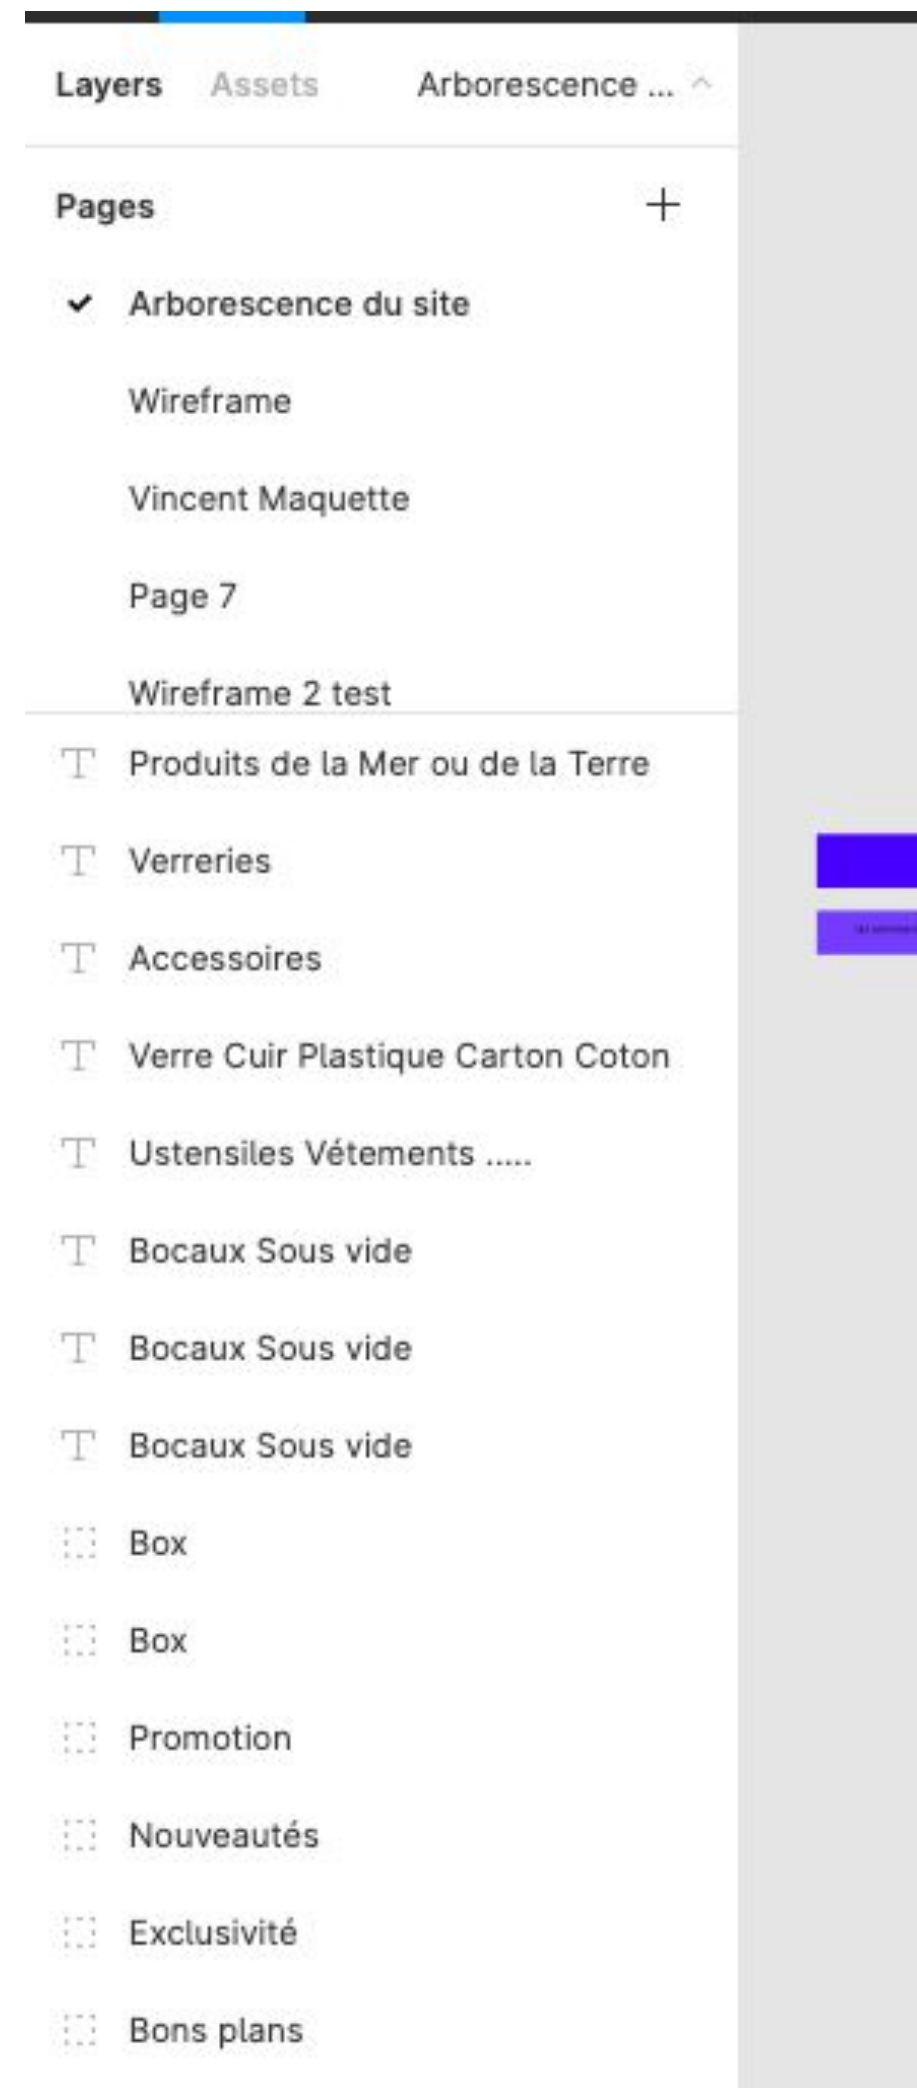 Layers Assets Arborescence ...
Pages
Arborescence du site
Wireframe
Vincent Maquette
Page 7
Wireframe 2 test
Produits de la Mer ou de la Terre
Verreries
Accessoires
Verre Cuir Plastique Carton Coton
Ustensiles Vétements .....
Bocaux Sous vide
Bocaux Sous vide
Bocaux Sous vide
Box
Box
Promotion
Nouveautés
Exclusivité
Bons plans